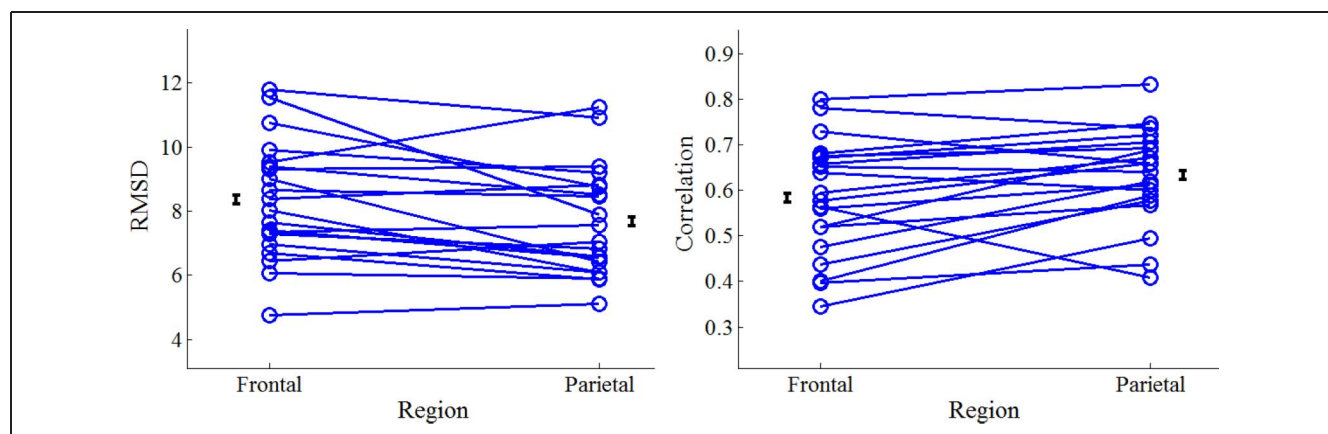 RMSD
12
10
8
6
4
Frontal
Parietal
Region
Correlation
0.9
0.8
0.7
0.6
0.5
0.4
0.3
Frontal
Parietal
Region